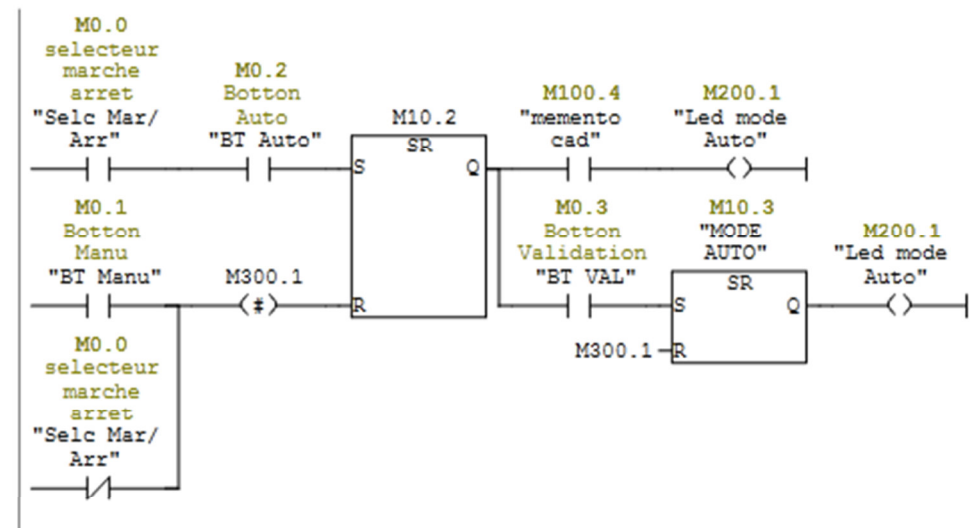 M0.0
selecteur
marche
arret
"Selc Mar/
Arr"
M0.2
Botton
Auto
"BT Auto"
M10.2
SR
S
Q
R
M100.4
"memento
cad"
M200.1
"Led mode
Auto"
M0.1
Botton
Manu
"BT Manu"
M300.1
(#)
M0.3
Botton
Validation
"BT VAL"
M10.3
"MODE
AUTO"
SR
S
Q
M300.1
R
M200.1
"Led mode
Auto"
M0.0
selecteur
marche
arret
"Selc Mar/
Arr"